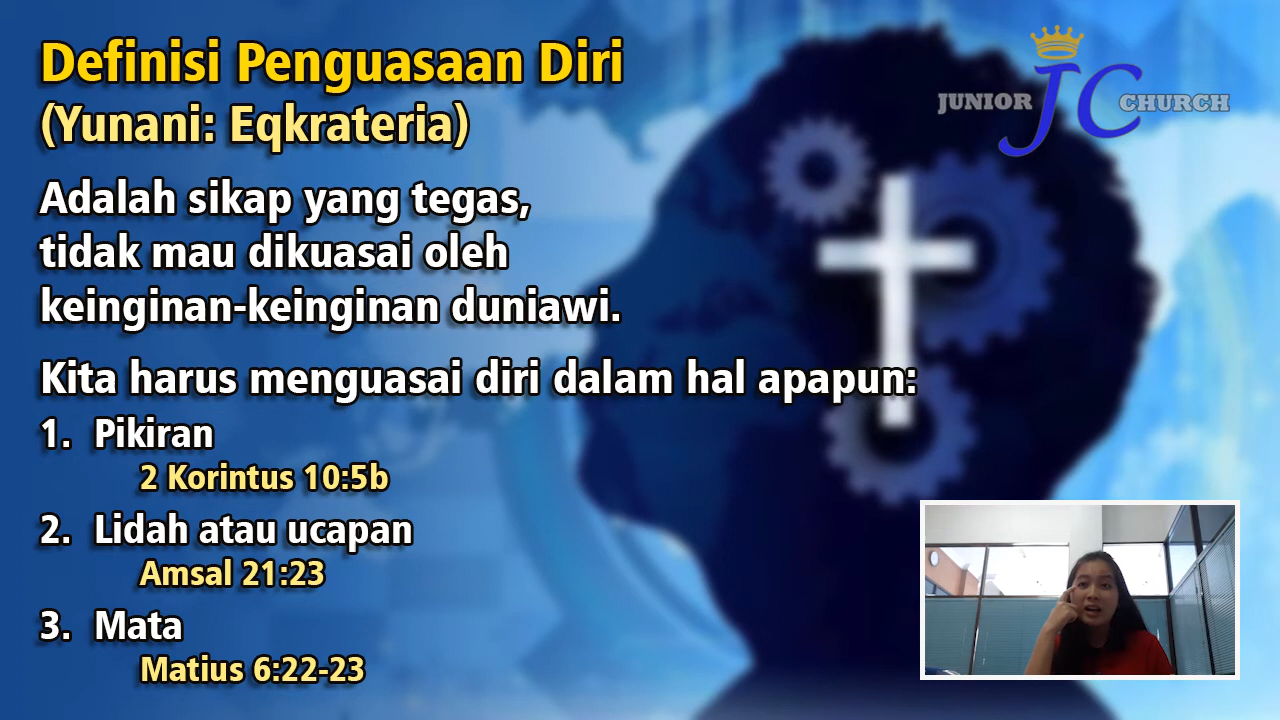 Definisi Penguasaan Diri
(Yunani: Eqkrateria)
JUNIOR JC CHURCH
Adalah sikap yang tegas,
tidak mau dikuasai oleh
keinginan-keinginan duniawi.
Kita harus menguasai diri dalam hal apapun:
1. Pikiran
2 Korintus 10:5b
2. Lidah atau ucapan
Amsal 21:23
3. Mata
Matius 6:22-23